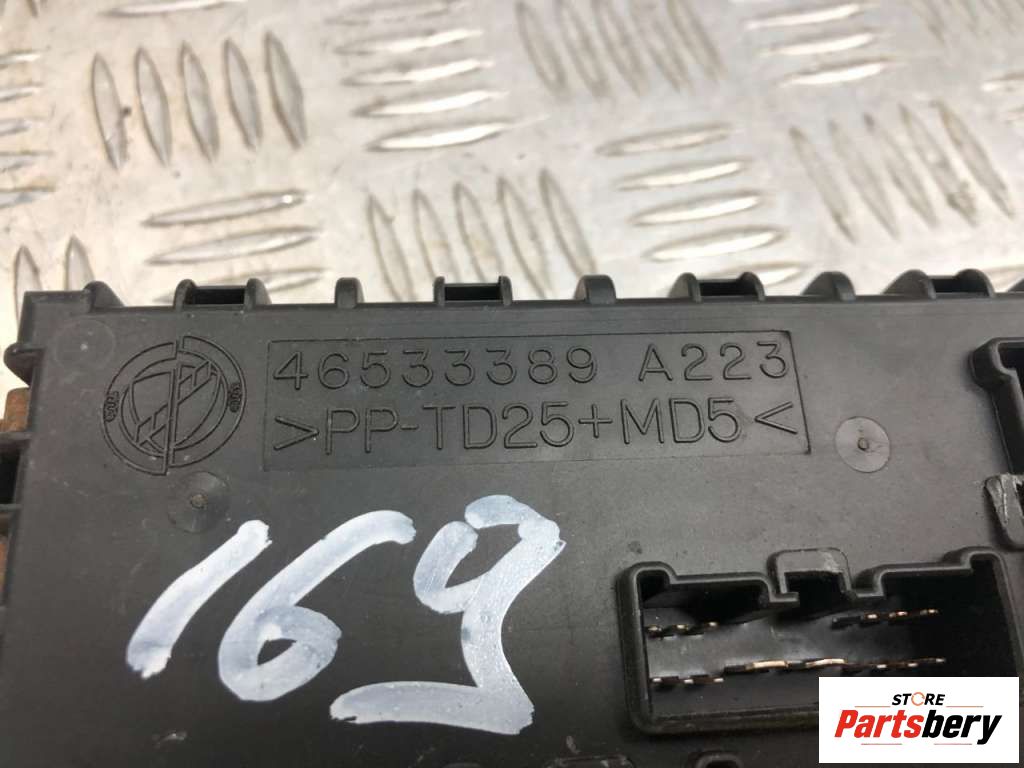 46533389 A223
>PP-TD25+MD5<
169
STORE
Partsbery